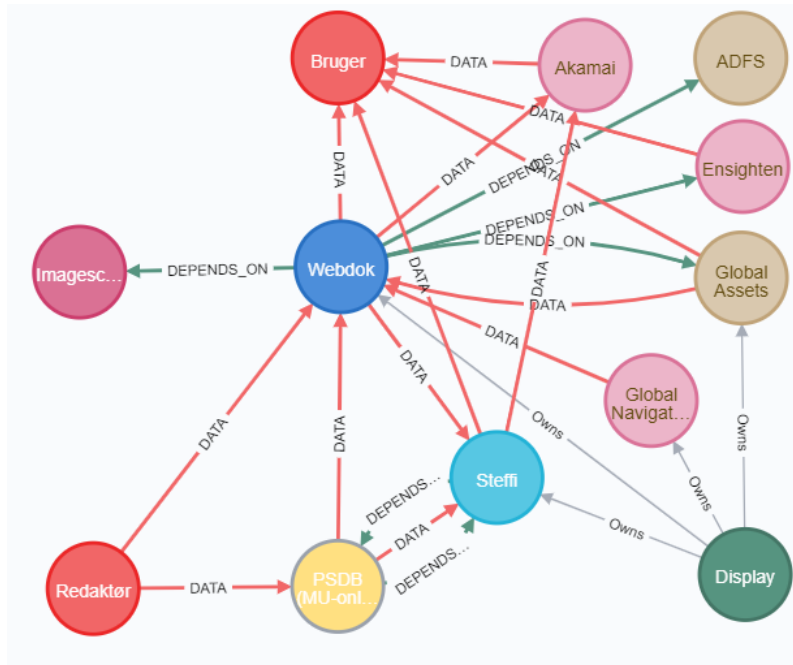 Bruger
DATA
Akamai
ADFS
DATA
DEPENDS_ON
DATA
Ensighten
DATA
DATA
DEPENDS_ON
DEPENDS_ON
Imagesc...
DEPENDS_ON
Webdok
DATA
DATA
DATA
Global
Assets
DATA
DATA
DATA
Global
Navigat...
DATA
DATA
Owns
Owns
Steffi
Owns
DEPENDS...
DATA
Owns
DEPENDS...
Redaktør
DATA
PSDB
(MU-onl...
Display